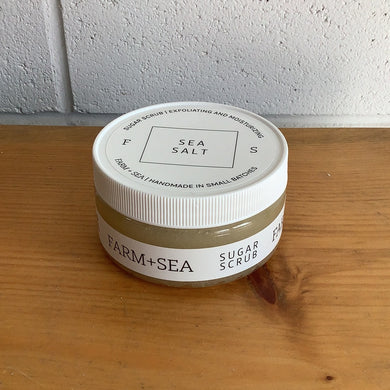 SUGAR SCRUB | EXFOLIATING AND MOISTURIZING
F S
SEA
SALT
FARM + SEA | HANDMADE IN SMALL BATCHES
FARM+SEA
SUGAR
SCRUB